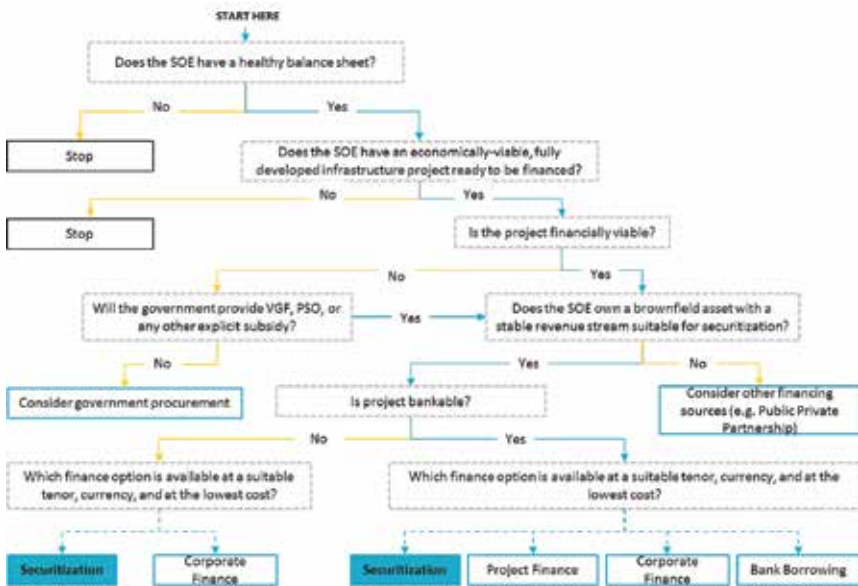 START HERE
Does the SOE have a healthy balance sheet?
No
Yes
Stop
Does the SOE have an economically-viable, fully
developed infrastructure project ready to be financed?
No
Yes
Stop
Is the project financially viable?
No
Yes
Will the government provide VGF, PSO, or
any other explicit subsidy?
Yes
Does the SOE own a brownfield asset with a
stable revenue stream suitable for securitization?
No
Yes
No
Consider government procurement
Is project bankable?
Consider other financing
sources (e.g. Public Private
Partnership)
No
Yes
Which finance option is available at a suitable
tenor, currency, and at the lowest cost?
Which finance option is available at a suitable tenor, currency, and at the
lowest cost?
Securitization
Corporate
Finance
Securitization
Project Finance
Corporate
Finance
Bank Borrowing